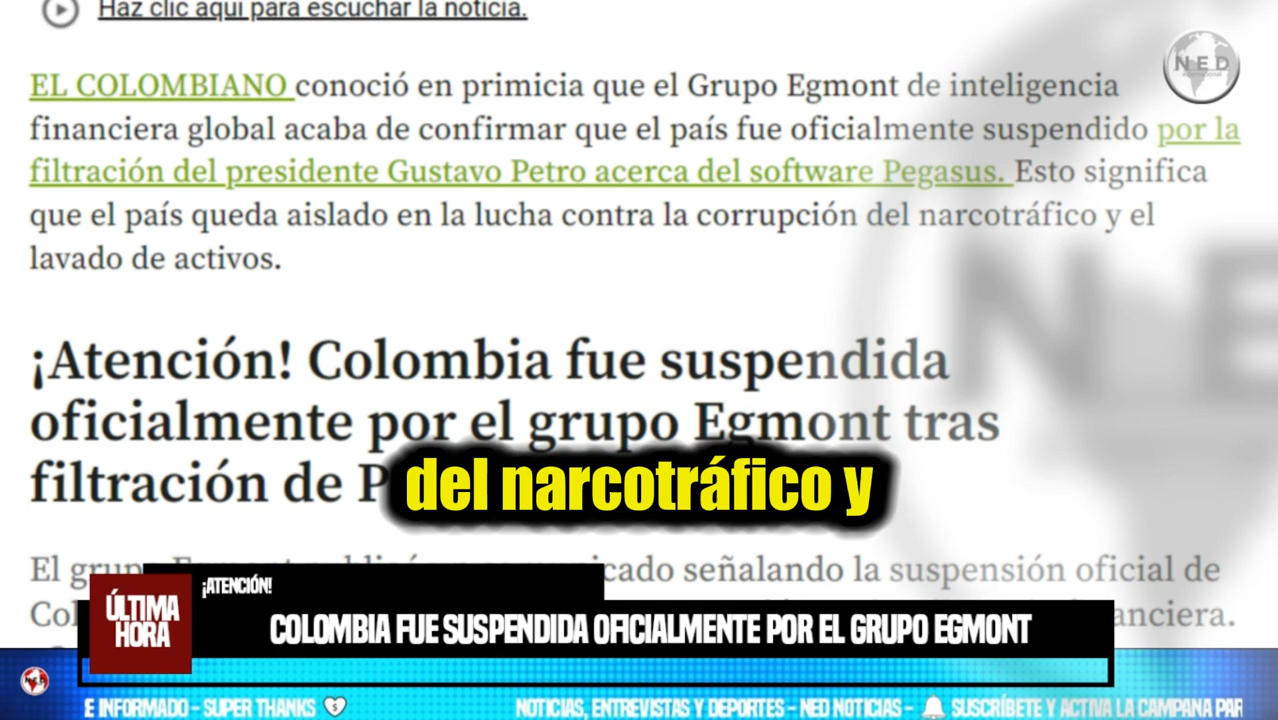 Haz clic aquí para escuchar la noticia.
NED
EL COLOMBIANO conoció en primicia que el Grupo Egmont de inteligencia
financiera global acaba de confirmar que el país fue oficialmente suspendido por la
filtración del presidente Gustavo Petro acerca del software Pegasus. Esto significa
que el país queda aislado en la lucha contra la corrupción del narcotráfico y el
lavado de activos.
¡Atención! Colombia fue suspendida
oficialmente por el grupo Egmont tras
filtración de P
del narcotráfico y
El grupo Egmont cado señalando la suspensión oficial de
Col anciera.
¡ATENCIÓN!
ÚLTIMA
HORA
COLOMBIA FUE SUSPENDIDA OFICIALMENTE POR EL GRUPO EGMONT
E INFORMADO - SUPER THANKS NOTICIAS, ENTREVISTAS Y DEPORTES - NED NOTICIAS - SUSCRÍBETE Y ACTIVA LA CAMPANA PAR